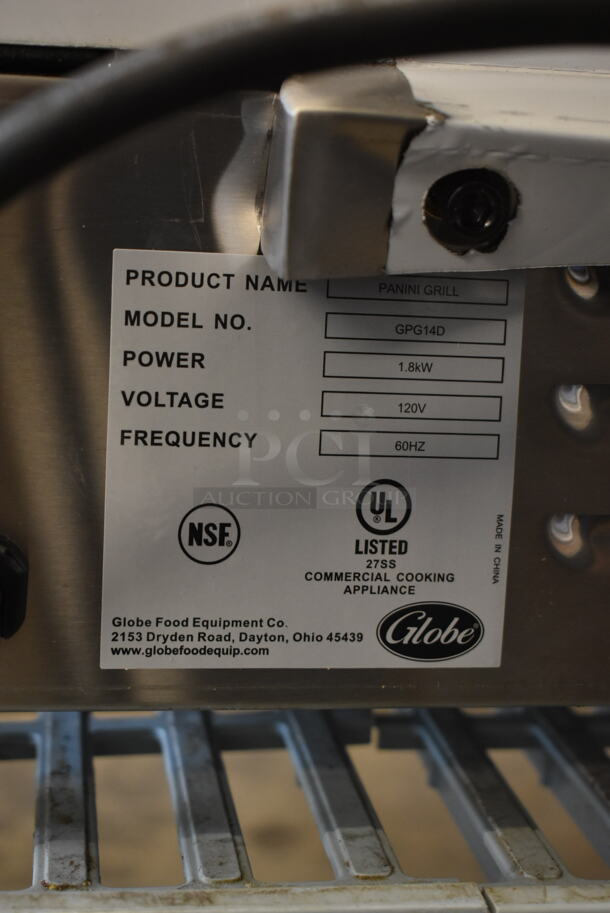 PRODUCT NAME PANINI GRILL
MODEL NO. GPG14D
POWER 1.8kW
VOLTAGE 120V
FREQUENCY 60HZ
PCI
AUCTION GROUP
NSF®
UL®
LISTED
27SS
COMMERCIAL COOKING
APPLIANCE
MADE IN CHINA
Globe Food Equipment Co.
2153 Dryden Road, Dayton, Ohio 45439
www.globefoodequip.com
Globe®